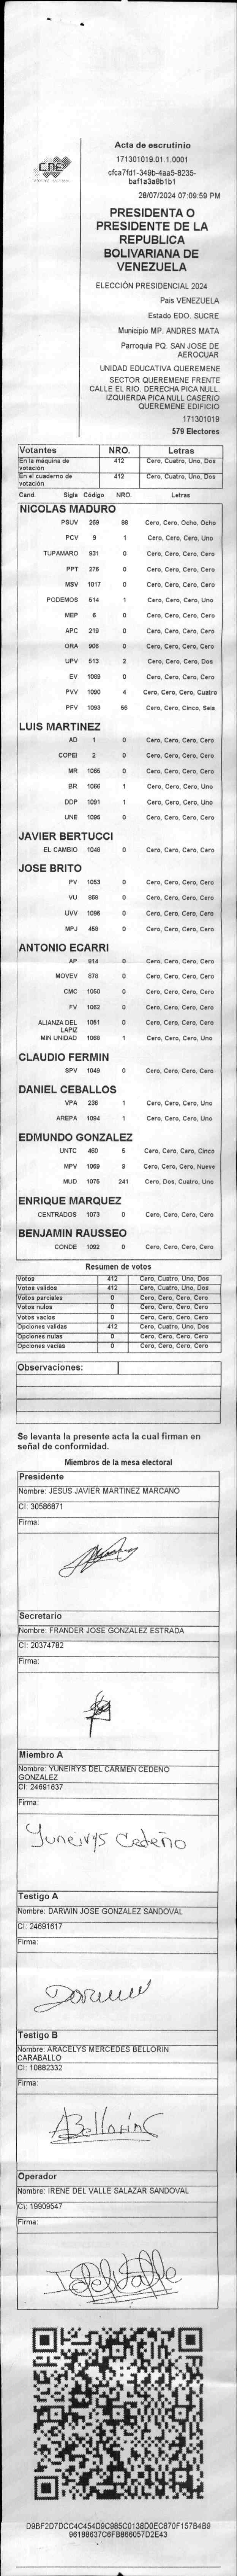 CNE
Acta de escrutinio
171301019.01.1.0001
cfca7fd1-349b-4aa5-8235-
baf1a3a6b1b1
28/07/2024 07:09:59 PM
PRESIDENTA O
PRESIDENTE DE LA
REPUBLICA
BOLIVARIANA DE
VENEZUELA
ELECCIÓN PRESIDENCIAL 2024
Pais VENEZUELA
Estado EDO. SUCRE
Municipio MP. ANDRES MATA
Parroquia PQ. SAN JOSE DE
AEROCUAR
UNIDAD EDUCATIVA QUEREMENE
SECTOR QUEREMENE FRENTE
CALLE EL RIO. DERECHA PICA NULL.
IZQUIERDA PICA NULL CASERIO
QUEREMENE EDIFICIO
171301019
579 Electores
Votantes NRO. Letras
En la máquina de votación 412 Cero, Cuatro, Uno, Dos
En el cuaderno de votación 412 Cero, Cuatro, Uno, Dos
Cand. Sigla Código NRO. Letras
NICOLAS MADURO
PSUV 269 88 Cero, Cero, Ocho, Ocho
PCV 9 1 Cero, Cero, Cero, Uno
TUPAMARO 931 0 Cero, Cero, Cero, Cero
PPT 276 0 Cero, Cero, Cero, Cero
MSV 1017 0 Cero, Cero, Cero, Cero
PODEMOS 514 1 Cero, Cero, Cero, Uno
MEP 6 0 Cero, Cero, Cero, Cero
APC 219 0 Cero, Cero, Cero, Cero
ORA 906 0 Cero, Cero, Cero, Cero
UPV 513 2 Cero, Cero, Cero, Dos
EV 1089 0 Cero, Cero, Cero, Cero
PVV 1090 4 Cero, Cero, Cero, Cuatro
PFV 1093 56 Cero, Cero, Cinco, Seis
LUIS MARTINEZ
AD 1 0 Cero, Cero, Cero, Cero
COPEI 2 0 Cero, Cero, Cero, Cero
MR 1065 0 Cero, Cero, Cero, Cero
BR 1066 1 Cero, Cero, Cero, Uno
DDP 1091 1 Cero, Cero, Cero, Uno
UNE 1095 0 Cero, Cero, Cero, Cero
JAVIER BERTUCCI
EL CAMBIO 1048 0 Cero, Cero, Cero, Cero
JOSE BRITO
PV 1053 0 Cero, Cero, Cero, Cero
VU 868 0 Cero, Cero, Cero, Cero
UVV 1096 0 Cero, Cero, Cero, Cero
MPJ 458 0 Cero, Cero, Cero, Cero
ANTONIO ECARRI
AP 814 0 Cero, Cero, Cero, Cero
MOVEV 878 0 Cero, Cero, Cero, Cero
CMC 1050 0 Cero, Cero, Cero, Cero
FV 1062 0 Cero, Cero, Cero, Cero
ALIANZA DEL LAPIZ 1051 0 Cero, Cero, Cero, Cero
MIN UNIDAD 1068 1 Cero, Cero, Cero, Uno
CLAUDIO FERMIN
SPV 1049 0 Cero, Cero, Cero, Cero
DANIEL CEBALLOS
VPA 236 1 Cero, Cero, Cero, Uno
AREPA 1094 1 Cero, Cero, Cero, Uno
EDMUNDO GONZALEZ
UNTC 460 5 Cero, Cero, Cero, Cinco
MPV 1069 9 Cero, Cero, Cero, Nueve
MUD 1076 241 Cero, Dos, Cuatro, Uno
ENRIQUE MARQUEZ
CENTRADOS 1073 0 Cero, Cero, Cero, Cero
BENJAMIN RAUSSEO
CONDE 1092 0 Cero, Cero, Cero, Cero
Resumen de votos
Votos 412 Cero, Cuatro, Uno, Dos
Votos validos 412 Cero, Cuatro, Uno, Dos
Votos parciales 0 Cero, Cero, Cero, Cero
Votos nulos 0 Cero, Cero, Cero, Cero
Votos vacios 0 Cero, Cero, Cero, Cero
Opciones validas 412 Cero, Cuatro, Uno, Dos
Opciones nulas 0 Cero, Cero, Cero, Cero
Opciones vacias 0 Cero, Cero, Cero, Cero
Observaciones:
Se levanta la presente acta la cual firman en
señal de conformidad.
Miembros de la mesa electoral
Presidente
Nombre: JESUS JAVIER MARTINEZ MARCANO
CI: 30586871
Firma:
Secretario
Nombre: FRANDER JOSE GONZALEZ ESTRADA
CI: 20374782
Firma:
Miembro A
Nombre: YUNEIRYS DEL CARMEN CEDENO
GONZALEZ
CI: 24691637
Firma:
Yuneirys Cedeño
Testigo A
Nombre: DARWIN JOSE GONZALEZ SANDOVAL
CI: 24691617
Firma:
Testigo B
Nombre: ARACELYS MERCEDES BELLORIN
CARABALLO
CI: 10882332
Firma:
ABellorin C
Operador
Nombre: IRENE DEL VALLE SALAZAR SANDOVAL
CI: 19909547
Firma:
D9BF2D7DCC4C454D9C985C0138D0EC870F157B4B9
96188637C6FB866057D2E43